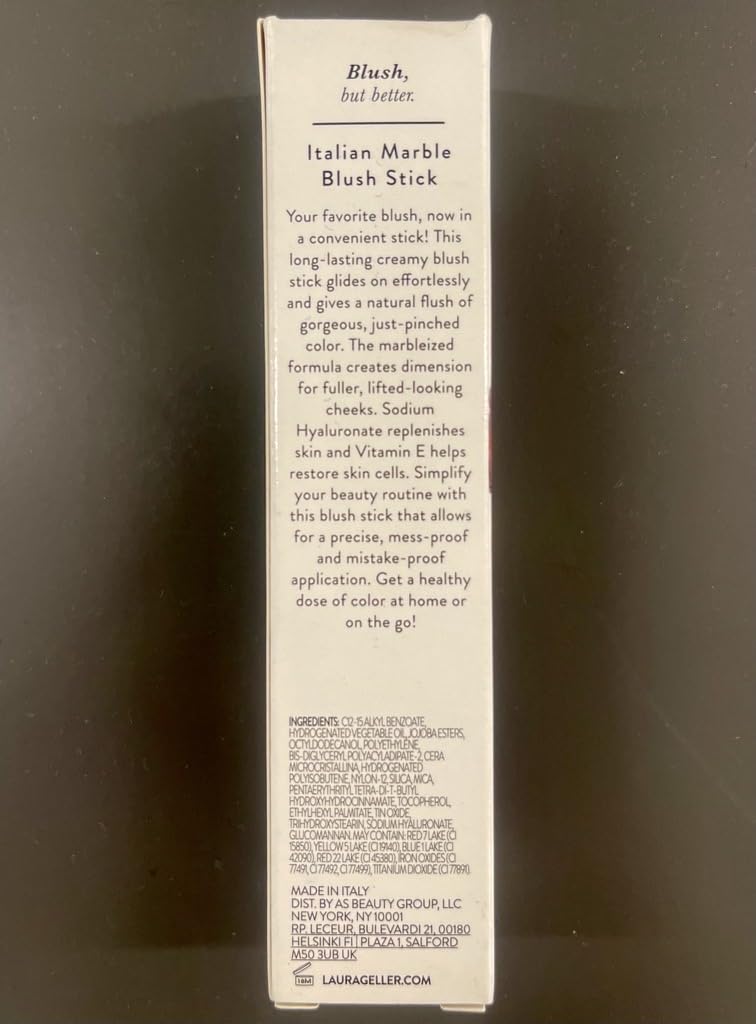 Blush,
but better.
Italian Marble
Blush Stick
Your favorite blush, now in
a convenient stick! This
long-lasting creamy blush
stick glides on effortlessly
and gives a natural flush of
gorgeous, just-pinched
color. The marbleized
formula creates dimension
for fuller, lifted-looking
cheeks. Sodium
Hyaluronate replenishes
skin and Vitamin E helps
restore skin cells. Simplify
your beauty routine with
this blush stick that allows
for a precise, mess-proof
and mistake-proof
application. Get a healthy
dose of color at home or
on the go!
INGREDIENTS: C12-15 ALKYL BENZOATE,
HYDROGENATED VEGETABLE OIL, JOJOBA ESTERS,
OCTYLDODECANOL, POLYETHYLENE,
BIS-DIGLYCERYL POLYACYLADIPATE-2, CERA
MICROCRISTALLINA, HYDROGENATED
POLYISOBUTENE, NYLON-12, SILICA, MICA,
PENTAERYTHRITYL TETRA-DI-T-BUTYL
HYDROXYHYDROCINNAMATE, TOCOPHEROL,
ETHYLHEXYL PALMITATE, TIN OXIDE,
TRIHYDROXYSTEARIN, SODIUM HYALURONATE,
GLUCOMANNAN. MAY CONTAIN: RED 7 LAKE (CI
15850), YELLOW 5 LAKE (CI 19140), BLUE 1 LAKE (CI
42090), RED 22 LAKE (CI 45380), IRON OXIDES (CI
77491, CI 77492, CI 77499), TITANIUM DIOXIDE (CI 77891).
MADE IN ITALY
DIST. BY AS BEAUTY GROUP, LLC
NEW YORK, NY 10001
RP. LECEUR, BULEVARDI 21, 00180
HELSINKI FI | PLAZA 1, SALFORD
M50 3UB UK
18M LAURAGELLER.COM